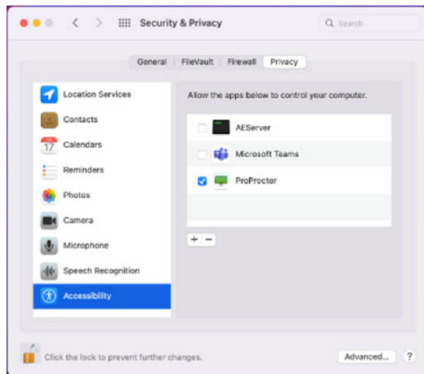 Security & Privacy
Search
General FileVault Firewall Privacy
Location Services
Contacts
17
Calendars
Reminders
Photos
Camera
Microphone
Speech Recognition
Accessibility
Allow the apps below to control your computer.
AEServer
Microsoft Teams
ProProctor
+ −
Click the lock to prevent further changes.
Advanced... ?